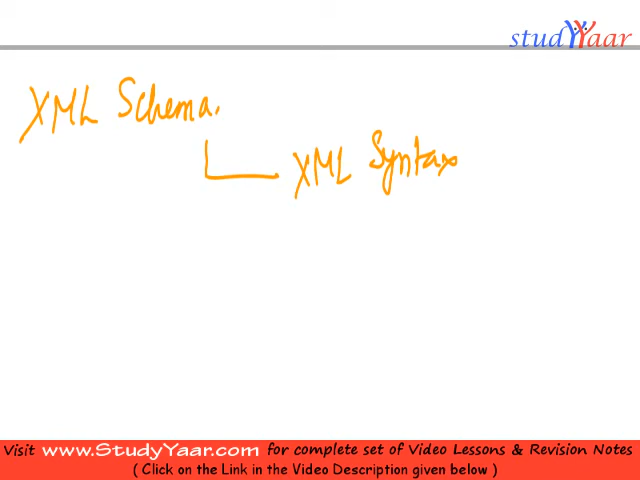 studYYaar
XML Schema.
XML Syntax
Visit www.StudyYaar.com for complete set of Video Lessons & Revision Notes
( Click on the Link in the Video Description given below )